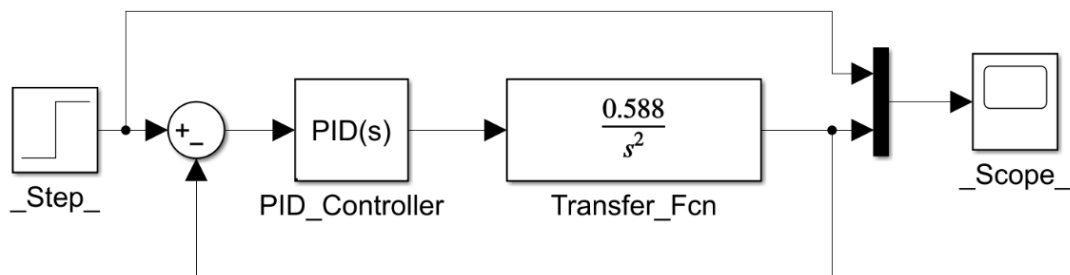 +
_
PID(s)
0.588
s²
_Step_
PID_Controller
Transfer_Fcn
_Scope_